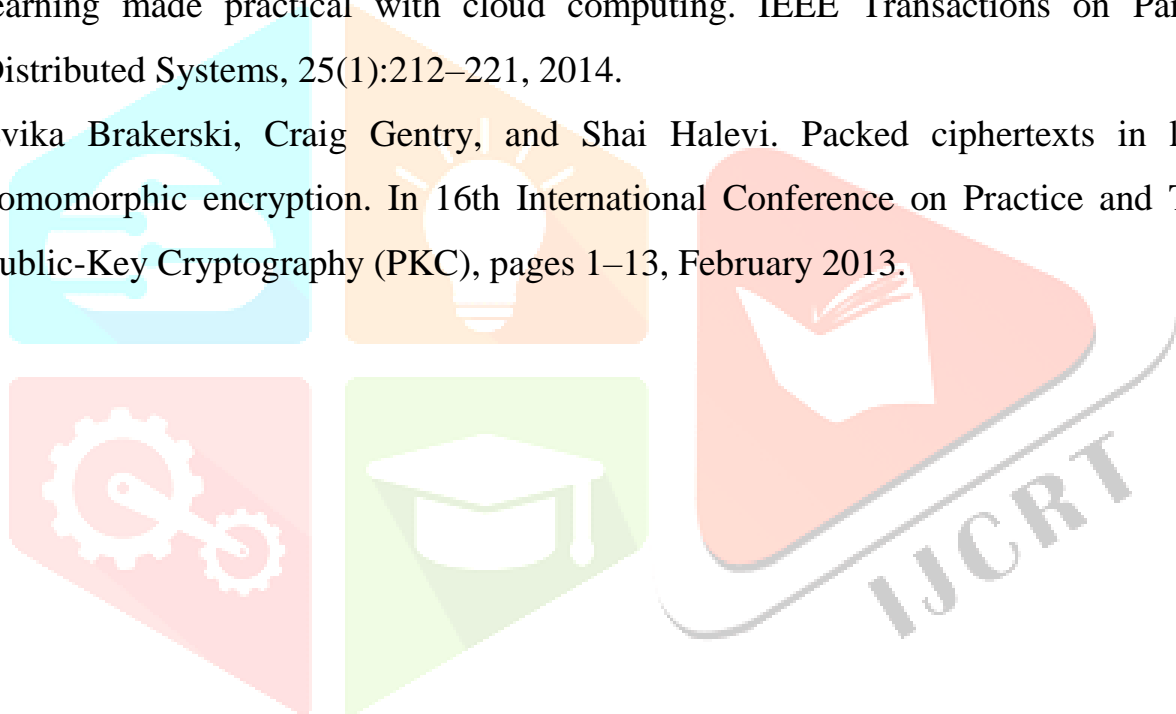 earning made practical with cloud computing. IEEE Transactions on Par
Distributed Systems, 25(1):212–221, 2014.
vika Brakerski, Craig Gentry, and Shai Halevi. Packed ciphertexts in l
omomorphic encryption. In 16th International Conference on Practice and T
ublic-Key Cryptography (PKC), pages 1–13, February 2013.
IJCRT